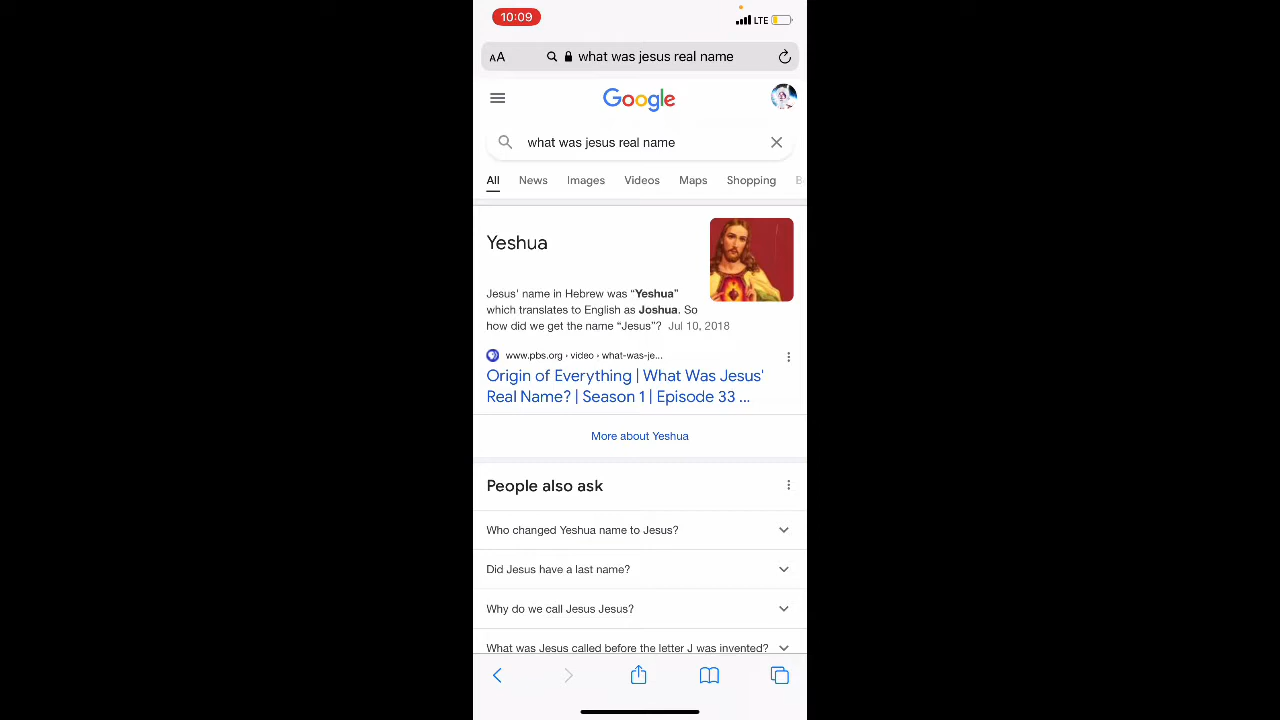 10:09
LTE
AA what was jesus real name
Google
what was jesus real name
All News Images Videos Maps Shopping B
Yeshua
Jesus' name in Hebrew was “Yeshua”
which translates to English as Joshua. So
how did we get the name “Jesus”? Jul 10, 2018
www.pbs.org › video › what-was-je...
Origin of Everything | What Was Jesus'
Real Name? | Season 1 | Episode 33 ...
More about Yeshua
People also ask
Who changed Yeshua name to Jesus?
Did Jesus have a last name?
Why do we call Jesus Jesus?
What was Jesus called before the letter J was invented?